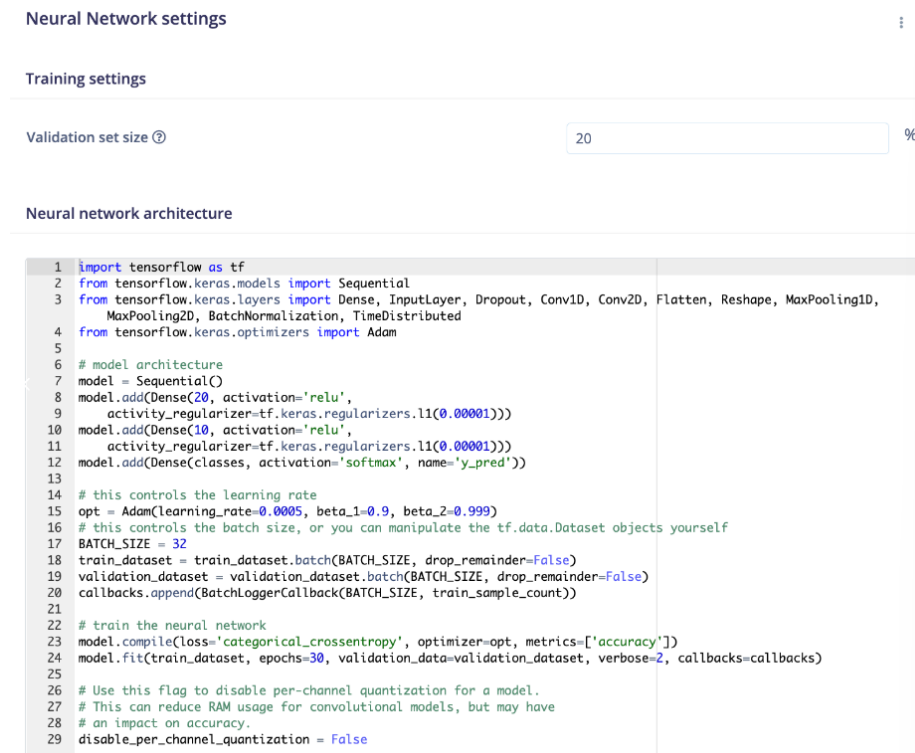 Neural Network settings
Training settings
Validation set size ?
20
%
Neural network architecture
1 import tensorflow as tf
2 from tensorflow.keras.models import Sequential
3 from tensorflow.keras.layers import Dense, InputLayer, Dropout, Conv1D, Conv2D, Flatten, Reshape, MaxPooling1D,
MaxPooling2D, BatchNormalization, TimeDistributed
4 from tensorflow.keras.optimizers import Adam
5
6 # model architecture
7 model = Sequential()
8 model.add(Dense(20, activation='relu',
9     activity_regularizer=tf.keras.regularizers.l1(0.00001)))
10 model.add(Dense(10, activation='relu',
11     activity_regularizer=tf.keras.regularizers.l1(0.00001)))
12 model.add(Dense(classes, activation='softmax', name='y_pred'))
13
14 # this controls the learning rate
15 opt = Adam(learning_rate=0.0005, beta_1=0.9, beta_2=0.999)
16 # this controls the batch size, or you can manipulate the tf.data.Dataset objects yourself
17 BATCH_SIZE = 32
18 train_dataset = train_dataset.batch(BATCH_SIZE, drop_remainder=False)
19 validation_dataset = validation_dataset.batch(BATCH_SIZE, drop_remainder=False)
20 callbacks.append(BatchLoggerCallback(BATCH_SIZE, train_sample_count))
21
22 # train the neural network
23 model.compile(loss='categorical_crossentropy', optimizer=opt, metrics=['accuracy'])
24 model.fit(train_dataset, epochs=30, validation_data=validation_dataset, verbose=2, callbacks=callbacks)
25
26 # Use this flag to disable per-channel quantization for a model.
27 # This can reduce RAM usage for convolutional models, but may have
28 # an impact on accuracy.
29 disable_per_channel_quantization = False